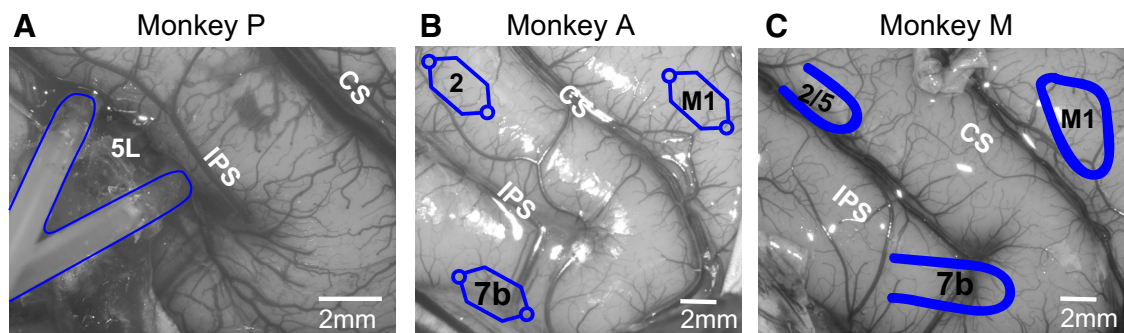 A Monkey P
CS
5L
IPS
2mm
B Monkey A
2
CS
M1
IPS
7b
2mm
C Monkey M
2/5
M1
CS
IPS
7b
2mm